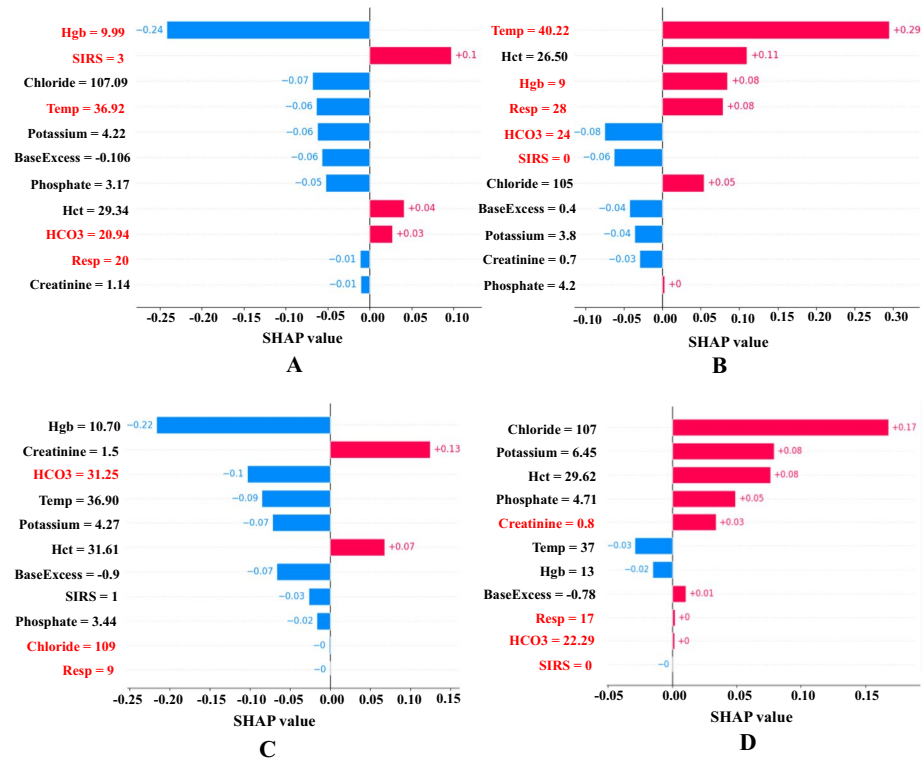 Hgb = 9.99 −0.24
SIRS = 3 +0.1
Chloride = 107.09 −0.07
Temp = 36.92 −0.06
Potassium = 4.22 −0.06
BaseExcess = -0.106 −0.06
Phosphate = 3.17 −0.05
Hct = 29.34 +0.04
HCO3 = 20.94 +0.03
Resp = 20 −0.01
Creatinine = 1.14 −0.01
-0.25 -0.20 -0.15 -0.10 -0.05 0.00 0.05 0.10
SHAP value
A
Temp = 40.22 +0.29
Hct = 26.50 +0.11
Hgb = 9 +0.08
Resp = 28 +0.08
HCO3 = 24 −0.08
SIRS = 0 −0.06
Chloride = 105 +0.05
BaseExcess = 0.4 −0.04
Potassium = 3.8 −0.04
Creatinine = 0.7 −0.03
Phosphate = 4.2 +0
-0.10 -0.05 0.00 0.05 0.10 0.15 0.20 0.25 0.30
SHAP value
B
Hgb = 10.70 −0.22
Creatinine = 1.5 +0.13
HCO3 = 31.25 −0.1
Temp = 36.90 −0.09
Potassium = 4.27 −0.07
Hct = 31.61 +0.07
BaseExcess = -0.9 −0.07
SIRS = 1 −0.03
Phosphate = 3.44 −0.02
Chloride = 109 −0
Resp = 9 −0
-0.25 -0.20 -0.15 -0.10 -0.05 0.00 0.05 0.10 0.15
SHAP value
C
Chloride = 107 +0.17
Potassium = 6.45 +0.08
Hct = 29.62 +0.08
Phosphate = 4.71 +0.05
Creatinine = 0.8 +0.03
Temp = 37 −0.03
Hgb = 13 −0.02
BaseExcess = -0.78 +0.01
Resp = 17 +0
HCO3 = 22.29 +0
SIRS = 0 −0
-0.05 0.00 0.05 0.10 0.15
SHAP value
D